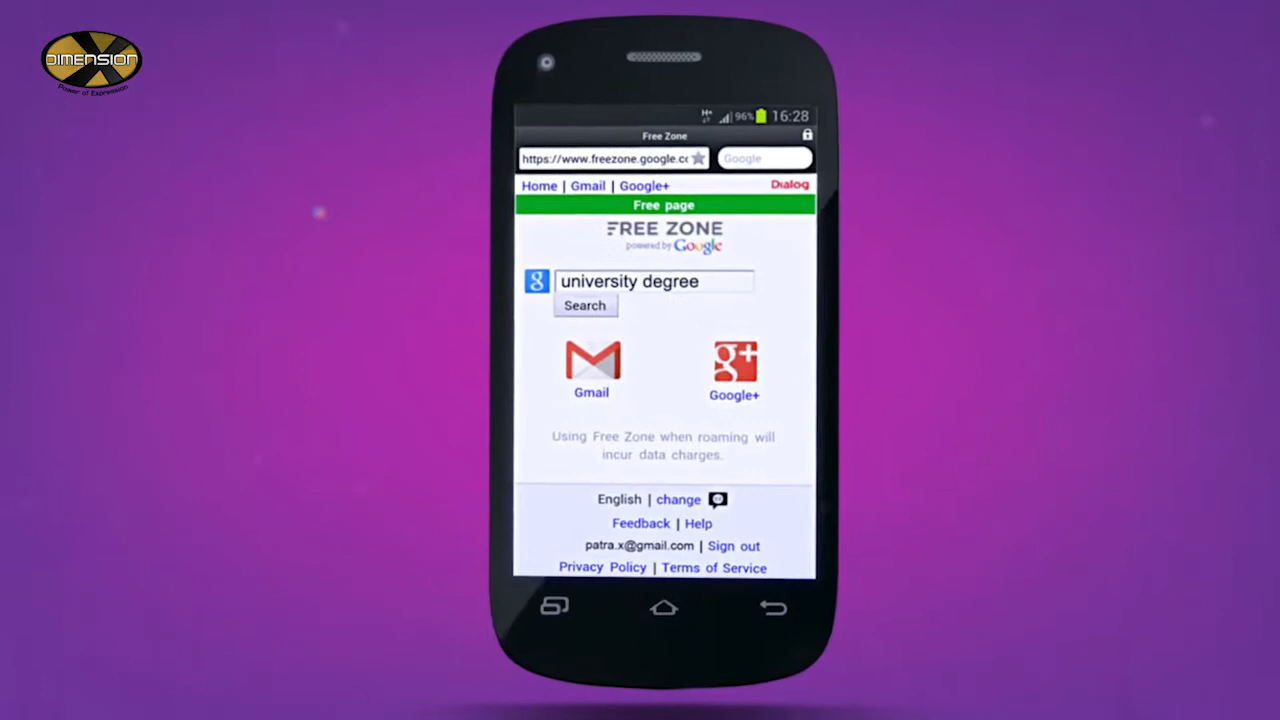 DIMENSION X
Power of Expression
H+ 96% 16:28
Free Zone
https://www.freezone.google.cc Google
Home | Gmail | Google+ Dialog
Free page
FREE ZONE
powered by Google
g university degree
Search
Gmail g+ Google+
Using Free Zone when roaming will
incur data charges.
English | change
Feedback | Help
patra.x@gmail.com | Sign out
Privacy Policy | Terms of Service